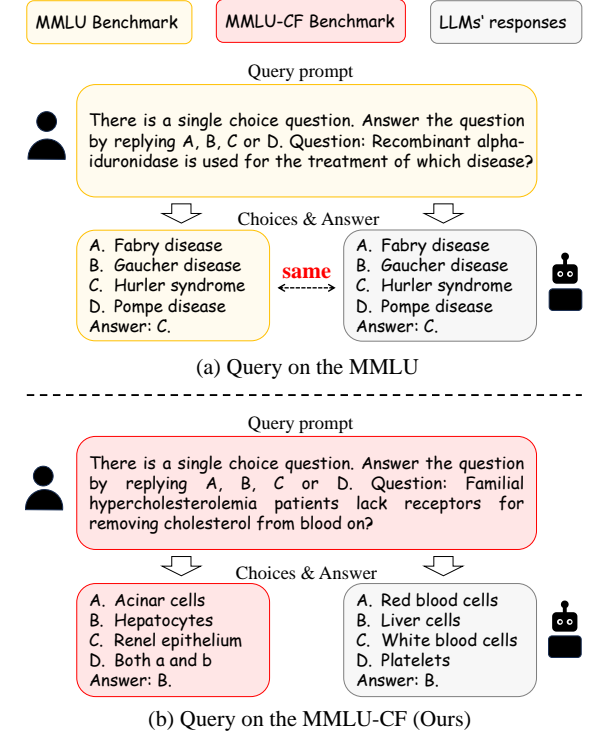 MMLU Benchmark
MMLU-CF Benchmark
LLMs' responses
Query prompt
There is a single choice question. Answer the question
by replying A, B, C or D. Question: Recombinant alpha-
iduronidase is used for the treatment of which disease?
Choices & Answer
A. Fabry disease
B. Gaucher disease
C. Hurler syndrome
D. Pompe disease
Answer: C.
same
A. Fabry disease
B. Gaucher disease
C. Hurler syndrome
D. Pompe disease
Answer: C.
(a) Query on the MMLU
Query prompt
There is a single choice question. Answer the question
by replying A, B, C or D. Question: Familial
hypercholesterolemia patients lack receptors for
removing cholesterol from blood on?
Choices & Answer
A. Acinar cells
B. Hepatocytes
C. Renel epithelium
D. Both a and b
Answer: B.
A. Red blood cells
B. Liver cells
C. White blood cells
D. Platelets
Answer: B.
(b) Query on the MMLU-CF (Ours)